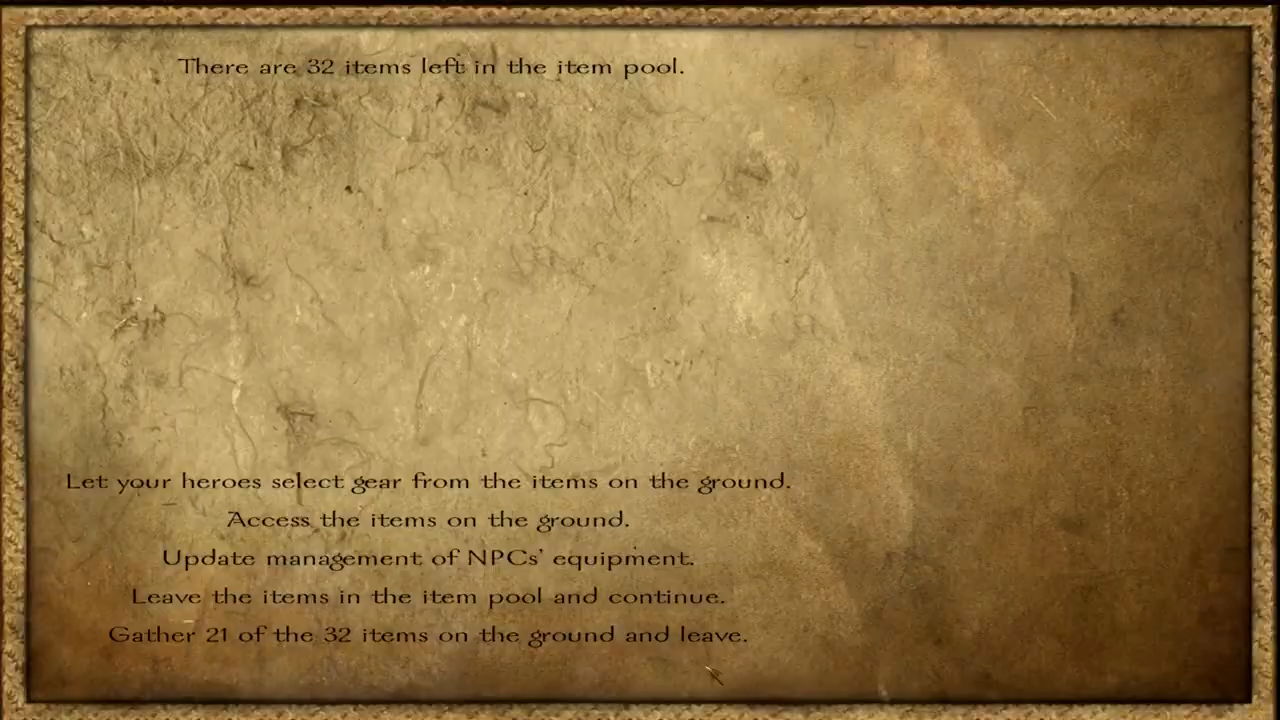 There are 32 items left in the item pool.
Let your heroes select gear from the items on the ground.
Access the items on the ground.
Update management of NPCs' equipment.
Leave the items in the item pool and continue.
Gather 21 of the 32 items on the ground and leave.